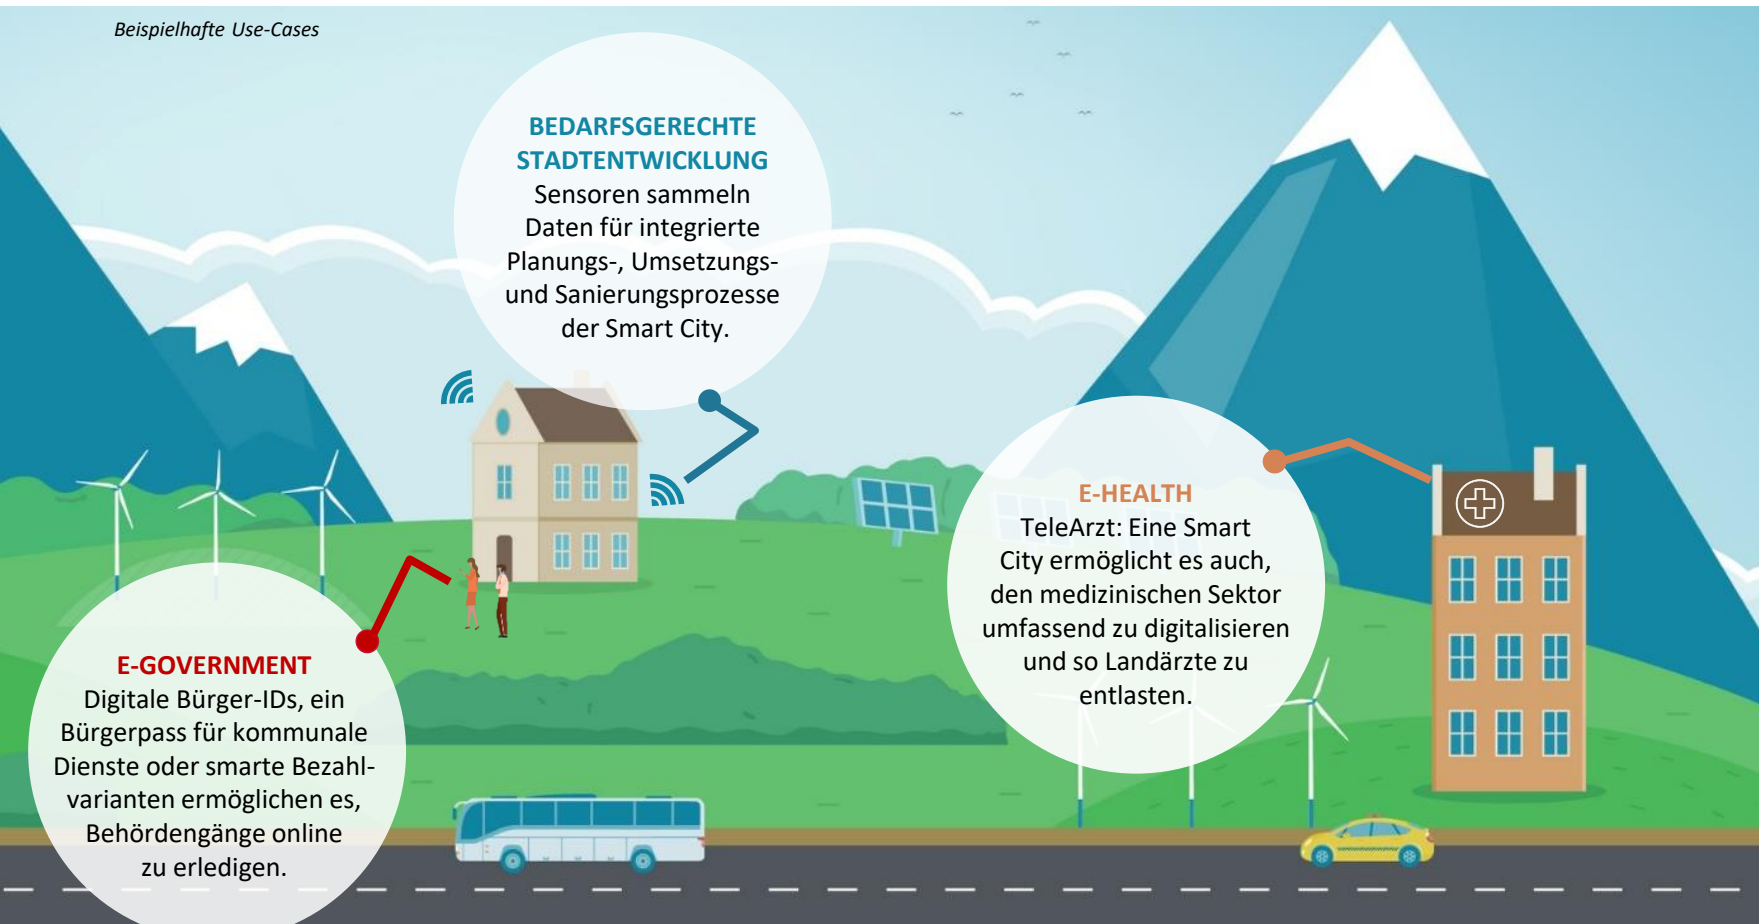 Beispielhafte Use-Cases
BEDARFSGERECHTE
STADTENTWICKLUNG
Sensoren sammeln
Daten für integrierte
Planungs-, Umsetzungs-
und Sanierungsprozesse
der Smart City.
E-HEALTH
TeleArzt: Eine Smart
City ermöglicht es auch,
den medizinischen Sektor
umfassend zu digitalisieren
und so Landärzte zu
entlasten.
E-GOVERNMENT
Digitale Bürger-IDs, ein
Bürgerpass für kommunale
Dienste oder smarte Bezahl-
varianten ermöglichen es,
Behördengänge online
zu erledigen.